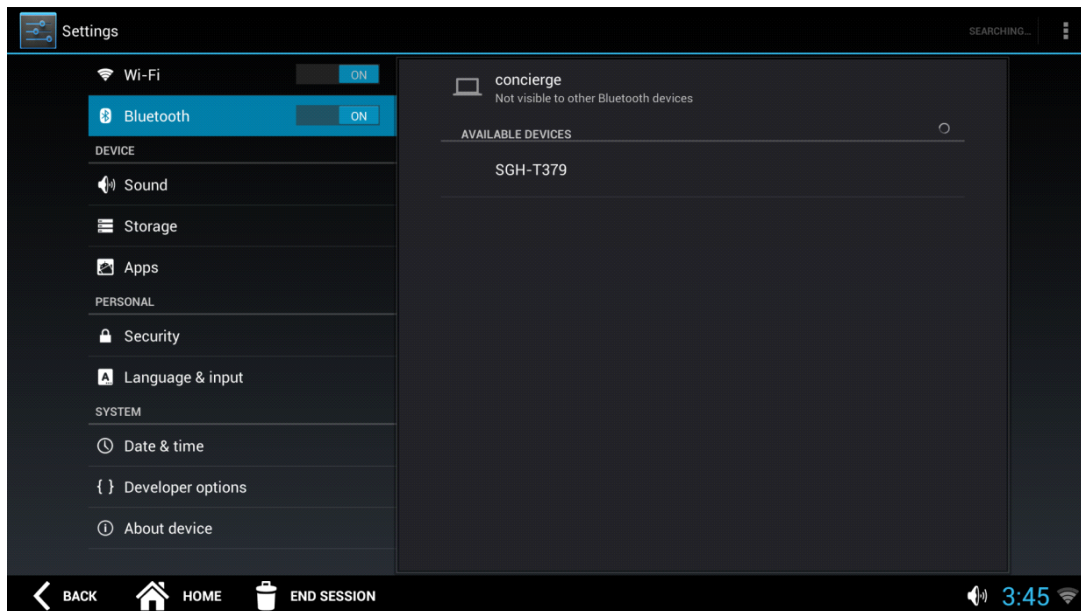 Settings
SEARCHING...
Wi-Fi
ON
Bluetooth
ON
DEVICE
Sound
Storage
Apps
PERSONAL
Security
A
Language & input
SYSTEM
Date & time
{ } Developer options
About device
concierge
Not visible to other Bluetooth devices
AVAILABLE DEVICES
SGH-T379
BACK
HOME
END SESSION
3:45